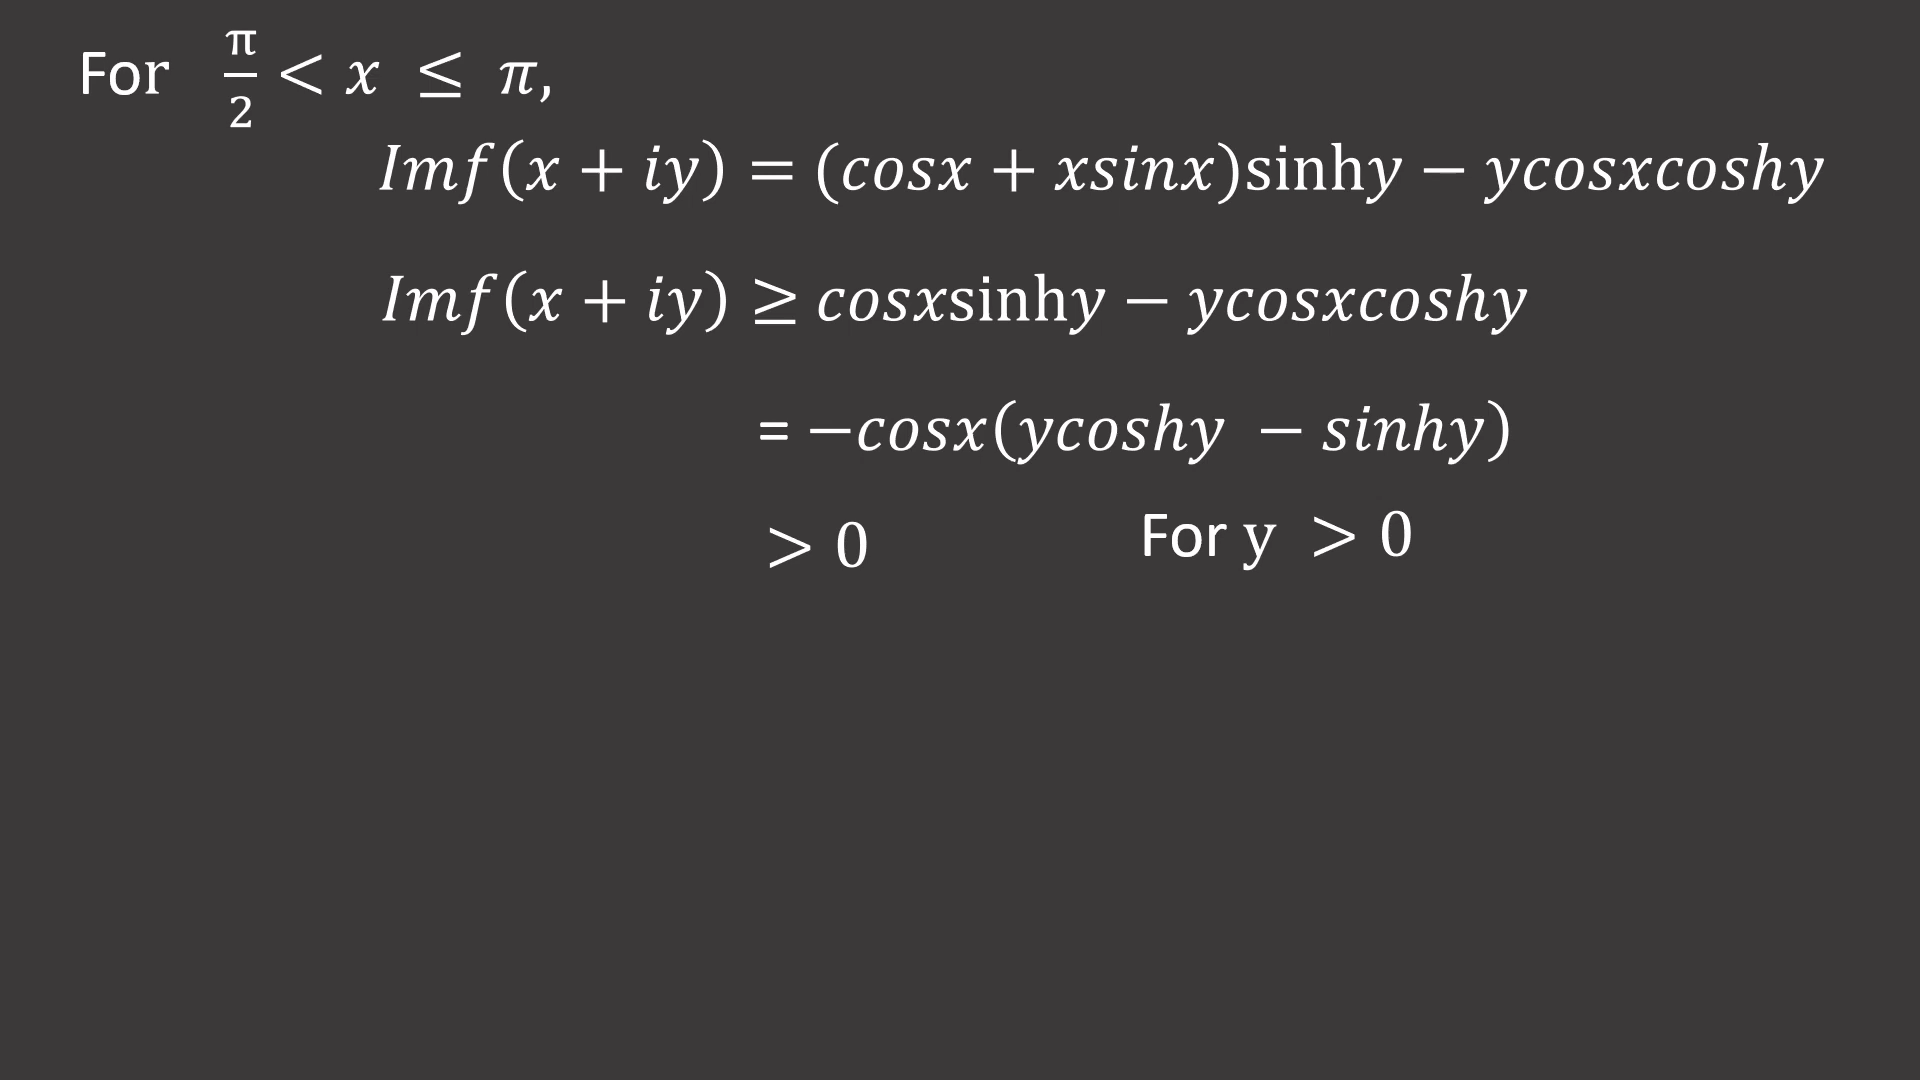 For π/2 < x ≤ π,
Imf(x + iy) = (cosx + xsinx)sinhy − ycosxcoshy
Imf(x + iy) ≥ cosxsinhy − ycosxcoshy
= −cosx(ycoshy − sinhy)
> 0 For y > 0